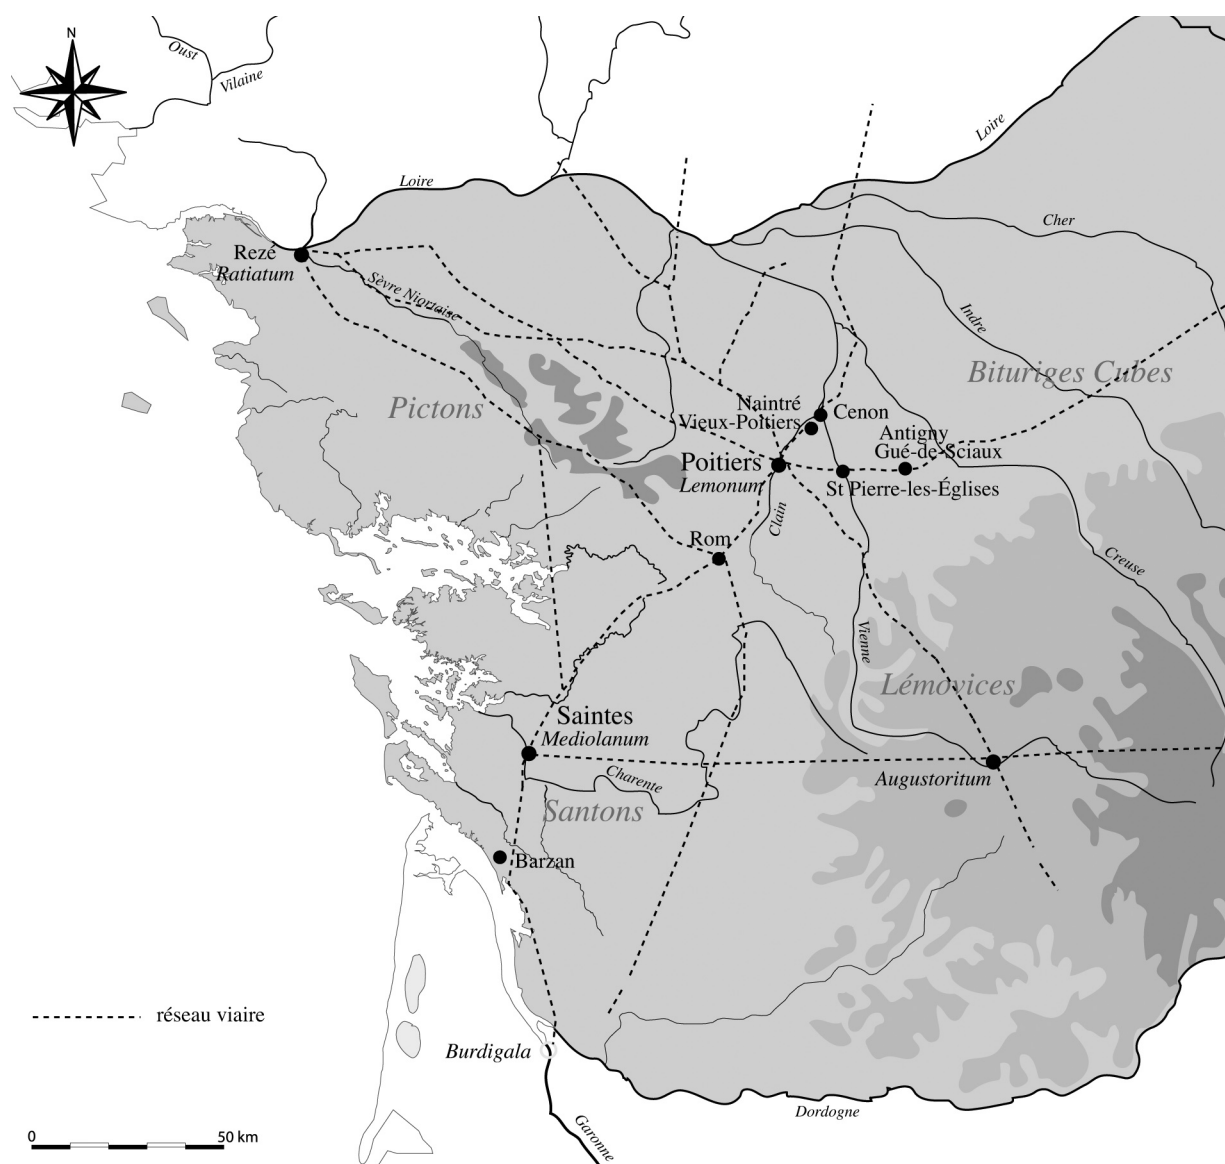 N
Oust
Vilaine
Loire
Loire
Cher
Rezé
Ratiatum
Sèvre Niortaise
Indre
Bituriges Cubes
Pictons
Naintré
Vieux-Poitiers
Cenon
Antigny
Gué-de-Sciaux
Poitiers
Lemonum
St Pierre-les-Églises
Clain
Rom
Creuse
Vienne
Lémovices
Saintes
Mediolanum
Augustoritum
Charente
Santons
Barzan
réseau viaire
Burdigala
Dordogne
Garonne
0 50 km